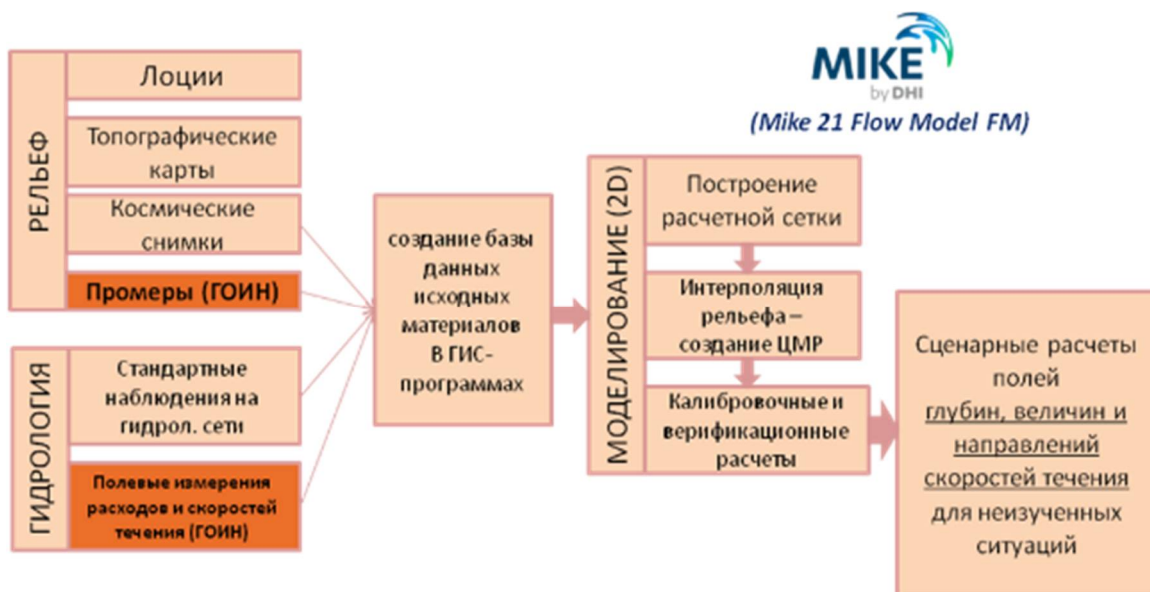 РЕЛЬЕФ
Лоции
Топографические
карты
Космические
снимки
Промеры (ГОИН)
ГИДРОЛОГИЯ
Стандартные
наблюдения на
гидрол. сети
Полевые измерения
расходов и скоростей
течения (ГОИН)
создание базы
данных
исходных
материалов
В ГИС-
программах
MIKE
by DHI
(Mike 21 Flow Model FM)
МОДЕЛИРОВАНИЕ (2D)
Построение
расчетной сетки
Интерполяция
рельефа –
создание ЦМР
Калибровочные и
верификационные
расчеты
Сценарные расчеты
полей
глубин, величин и
направлений
скоростей течения
для неизученных
ситуаций